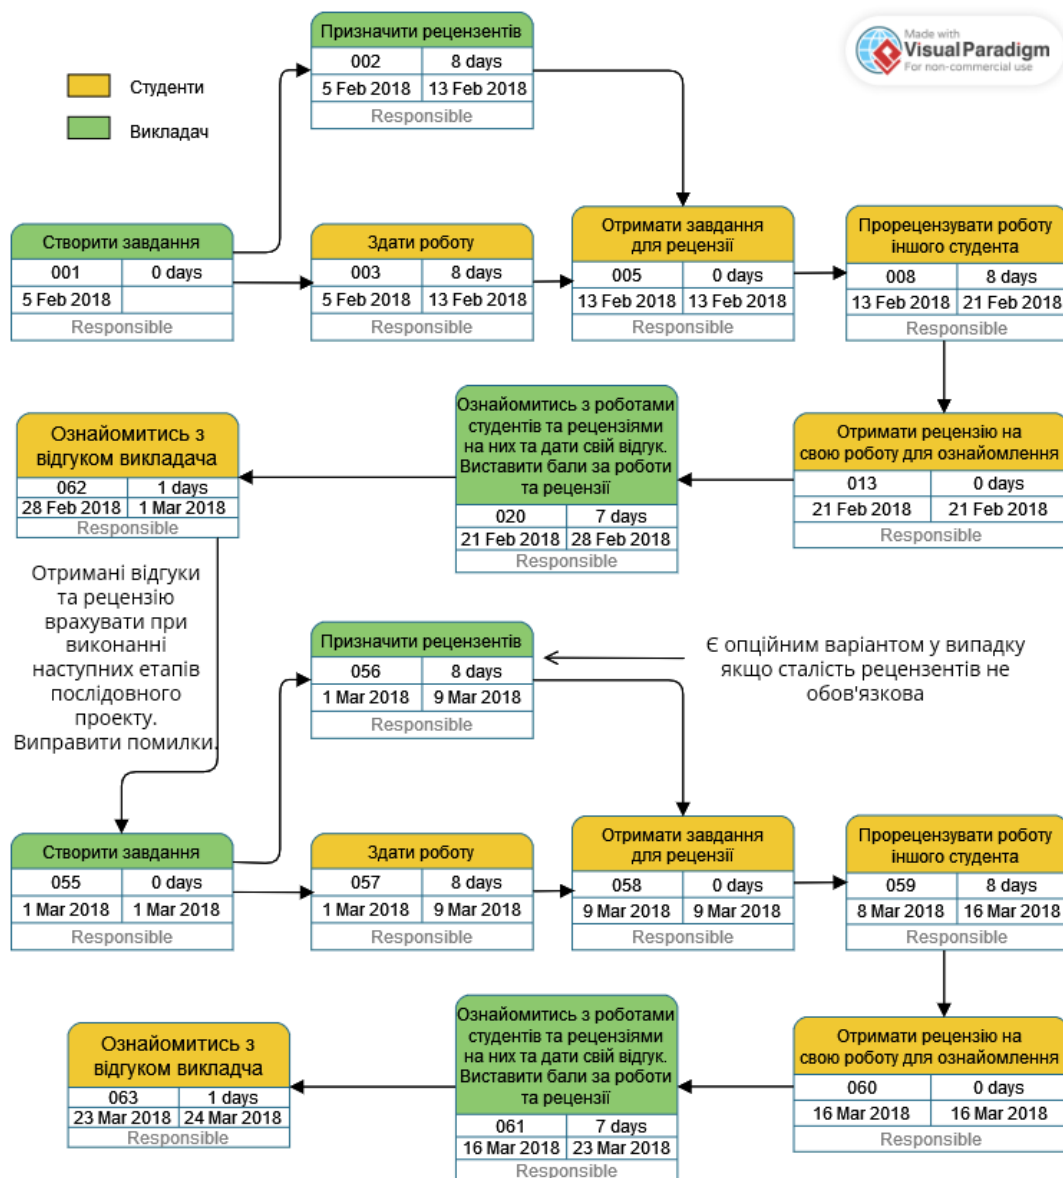 Призначити рецензентів
002 8 days
5 Feb 2018 13 Feb 2018
Responsible
Made with
Visual Paradigm
For non-commercial use
Студенти
Викладач
Створити завдання
001 0 days
5 Feb 2018
Responsible
Здати роботу
003 8 days
5 Feb 2018 13 Feb 2018
Responsible
Отримати завдання
для рецензії
005 0 days
13 Feb 2018 13 Feb 2018
Responsible
Прорецензувати роботу
іншого студента
008 8 days
13 Feb 2018 21 Feb 2018
Responsible
Ознайомитись з
відгуком викладача
062 1 days
28 Feb 2018 1 Mar 2018
Responsible
Ознайомитись з роботами
студентів та рецензіями
на них та дати свій відгук.
Виставити бали за роботи
та рецензії
020 7 days
21 Feb 2018 28 Feb 2018
Responsible
Отримати рецензію на
свою роботу для ознайомлення
013 0 days
21 Feb 2018 21 Feb 2018
Responsible
Отримані відгуки
та рецензію
врахувати при
виконанні
наступних етапів
послідовного
проекту.
Виправити помилки.
Призначити рецензентів
056 8 days
1 Mar 2018 9 Mar 2018
Responsible
Є опційним варіантом у випадку
якщо сталість рецензентів не
обов'язкова
Створити завдання
055 0 days
1 Mar 2018 1 Mar 2018
Responsible
Здати роботу
057 8 days
1 Mar 2018 9 Mar 2018
Responsible
Отримати завдання
для рецензії
058 0 days
9 Mar 2018 9 Mar 2018
Responsible
Прорецензувати роботу
іншого студента
059 8 days
8 Mar 2018 16 Mar 2018
Responsible
Ознайомитись з
відгуком викладча
063 1 days
23 Mar 2018 24 Mar 2018
Responsible
Ознайомитись з роботами
студентів та рецензіями
на них та дати свій відгук.
Виставити бали за роботи
та рецензії
061 7 days
16 Mar 2018 23 Mar 2018
Responsible
Отримати рецензію на
свою роботу для ознайомлення
060 0 days
16 Mar 2018 16 Mar 2018
Responsible